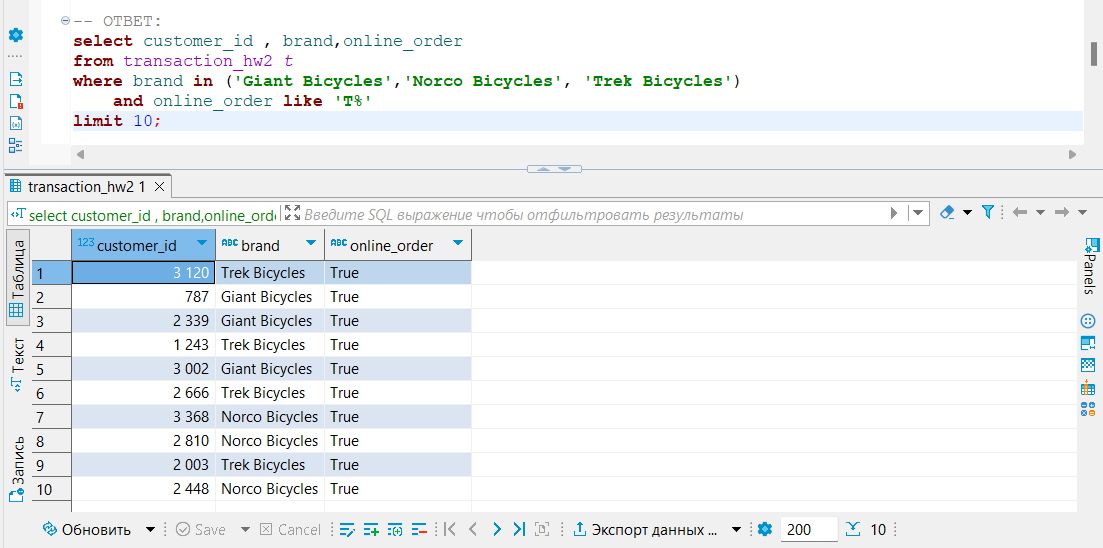 -- ОТВЕТ:
select customer_id , brand,online_order
from transaction_hw2 t
where brand in ('Giant Bicycles','Norco Bicycles', 'Trek Bicycles')
and online_order like 'T%'
limit 10;
transaction_hw2 1
select customer_id , brand,online_orde
Введите SQL выражение чтобы отфильтровать результаты
Таблица
Текст
Запись
Panels
123 customer_id ABC brand ABC online_order
1 3 120 Trek Bicycles True
2 787 Giant Bicycles True
3 2 339 Giant Bicycles True
4 1 243 Trek Bicycles True
5 3 002 Giant Bicycles True
6 2 666 Trek Bicycles True
7 3 368 Norco Bicycles True
8 2 810 Norco Bicycles True
9 2 003 Trek Bicycles True
10 2 448 Norco Bicycles True
Обновить Save Cancel Экспорт данных ... 200 10